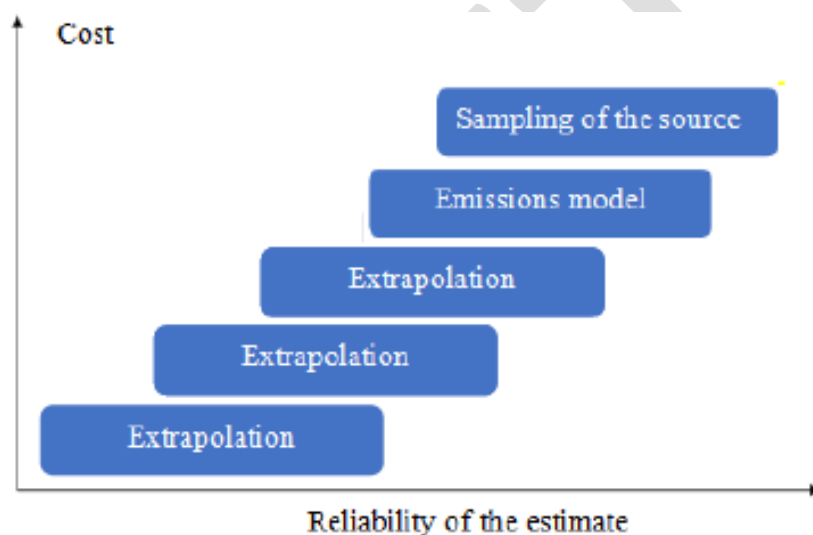 Cost
Sampling of the source
Emissions model
Extrapolation
Extrapolation
Extrapolation
Reliability of the estimate